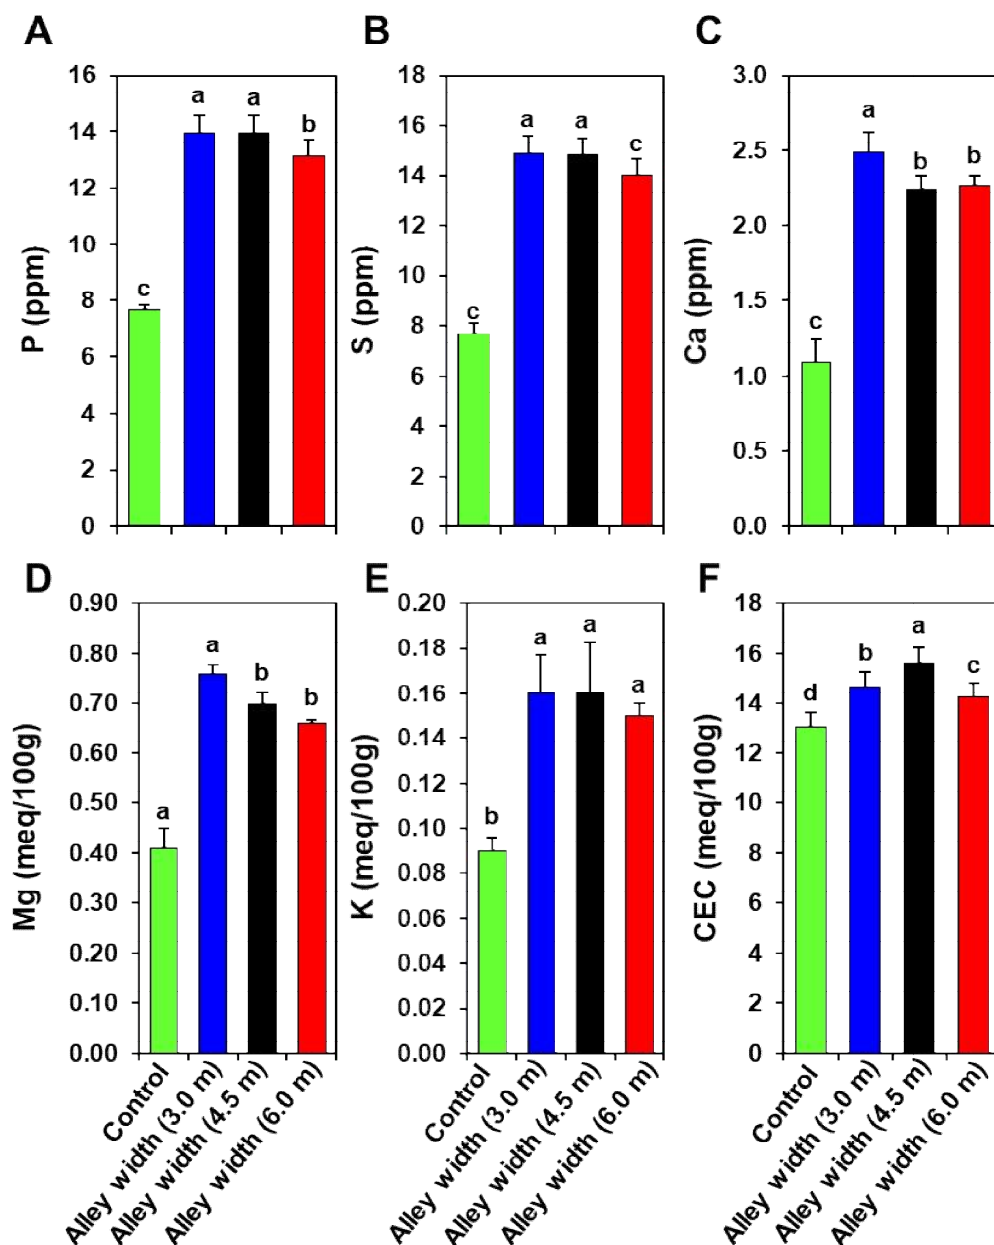 A
P (ppm)
16
14
12
10
8
6
4
2
0
c
a
a
b
B
S (ppm)
18
16
14
12
10
8
6
4
2
0
c
a
a
c
C
Ca (ppm)
3.0
2.5
2.0
1.5
1.0
0.5
0.0
c
a
b
b
D
Mg (meq/100g)
0.90
0.80
0.70
0.60
0.50
0.40
0.30
0.20
0.10
0.00
a
a
b
b
Control
Alley width (3.0 m)
Alley width (4.5 m)
Alley width (6.0 m)
E
K (meq/100g)
0.20
0.18
0.16
0.14
0.12
0.10
0.08
0.06
0.04
0.02
0.00
b
a
a
a
Control
Alley width (3.0 m)
Alley width (4.5 m)
Alley width (6.0 m)
F
CEC (meq/100g)
18
16
14
12
10
8
6
4
2
0
d
b
a
c
Control
Alley width (3.0 m)
Alley width (4.5 m)
Alley width (6.0 m)